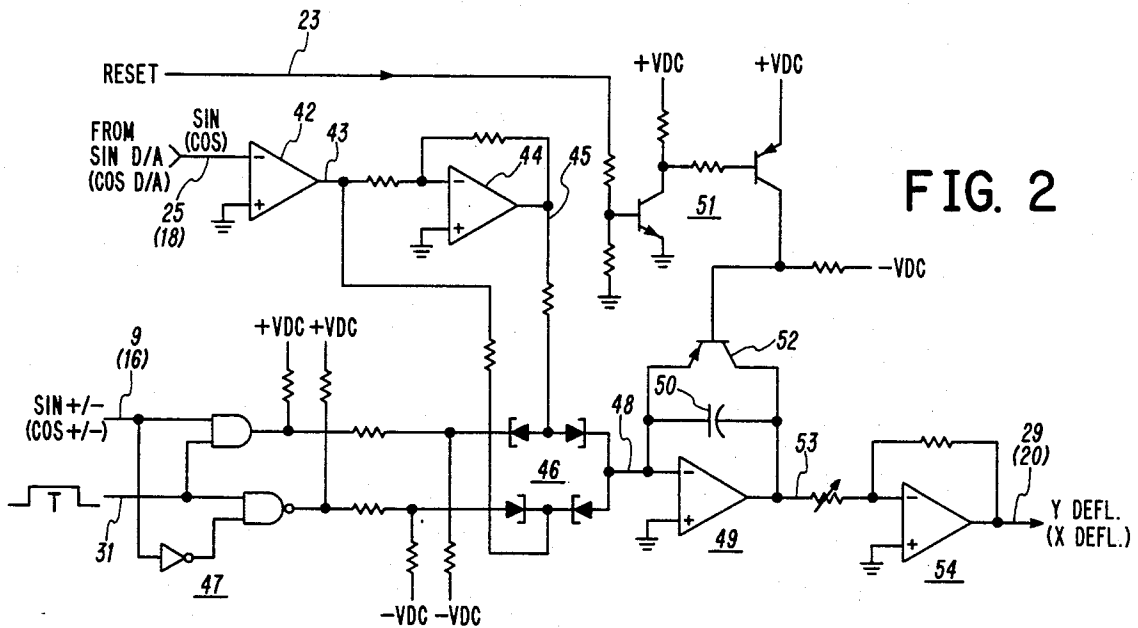 23
+VDC
+VDC
RESET
FROM
SIN D/A
(COS D/A)
SIN
(COS)
42
43
44
45
25
(18)
−
+
−
+
51
FIG. 2
−VDC
9
(16)
+VDC
+VDC
52
50
SIN +/−
(COS +/−)
48
46
53
29
(20)
T
31
−
+
−
+
Y DEFL.
(X DEFL.)
47
49
54
−VDC
−VDC